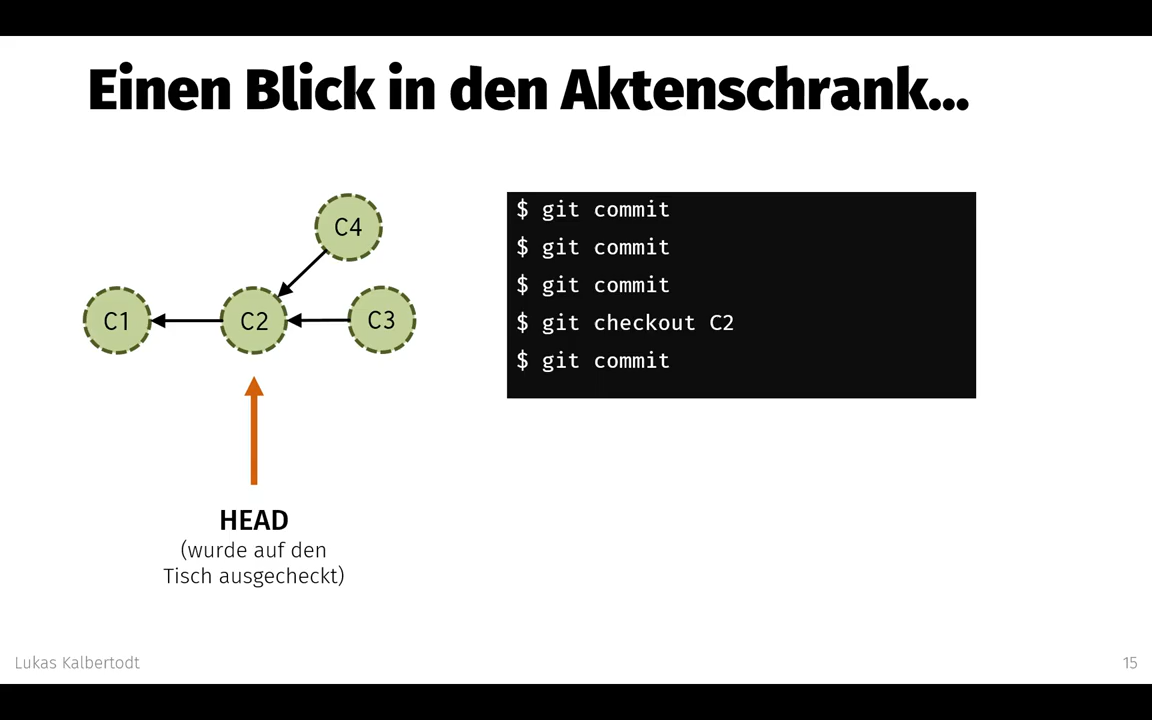 Einen Blick in den Aktenschrank...
C4
C1
C2
C3
HEAD
(wurde auf den
Tisch ausgecheckt)
$ git commit
$ git commit
$ git commit
$ git checkout C2
$ git commit
Lukas Kalbertodt
15